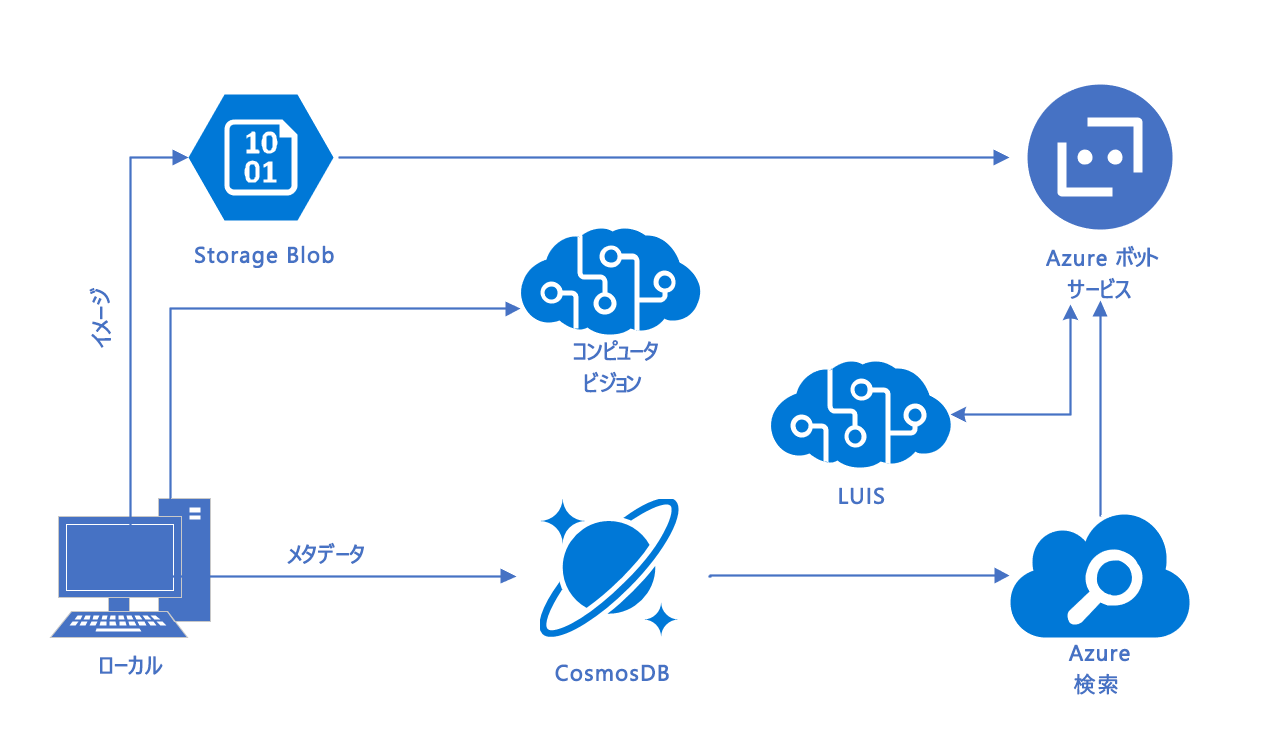 10
01
Storage Blob
Azure ボット
サービス
イメージ
コンピュータ
ビジョン
LUIS
メタデータ
ローカル
CosmosDB
Azure
検索